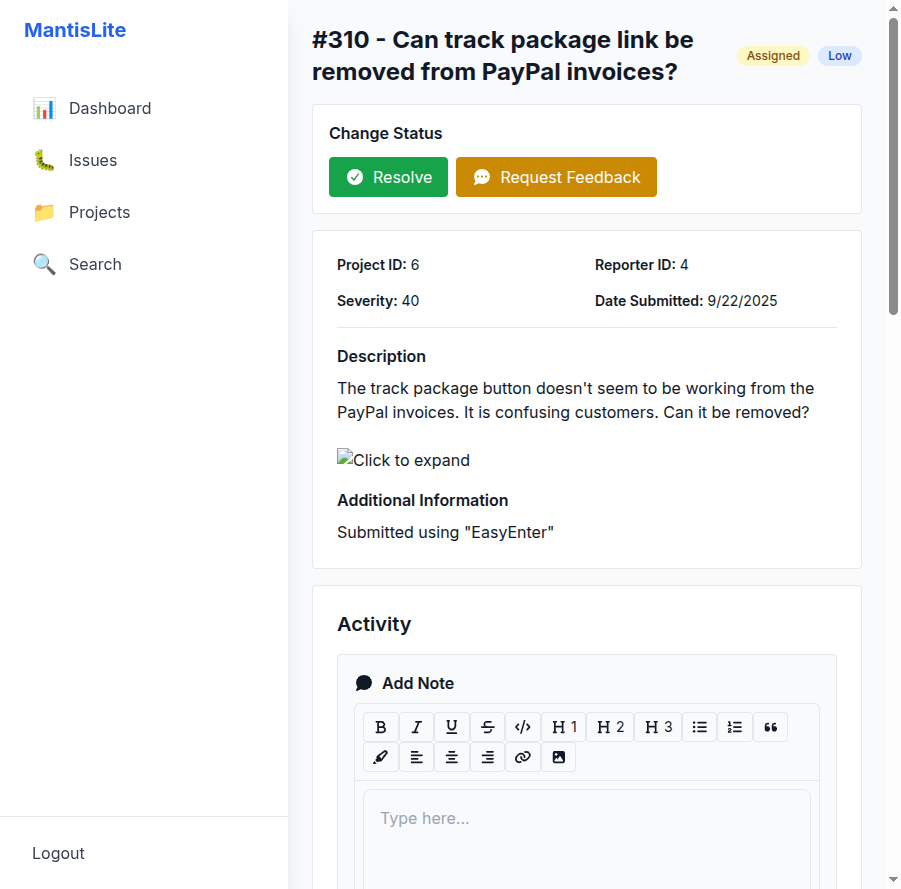 MantisLite
Dashboard
Issues
Projects
Search
Logout
#310 - Can track package link be
removed from PayPal invoices?
Assigned
Low
Change Status
Resolve
Request Feedback
Project ID: 6
Reporter ID: 4
Severity: 40
Date Submitted: 9/22/2025
Description
The track package button doesn't seem to be working from the
PayPal invoices. It is confusing customers. Can it be removed?
Click to expand
Additional Information
Submitted using "EasyEnter"
Activity
Add Note
B I U S </> H 1 H 2 H 3
Type here...